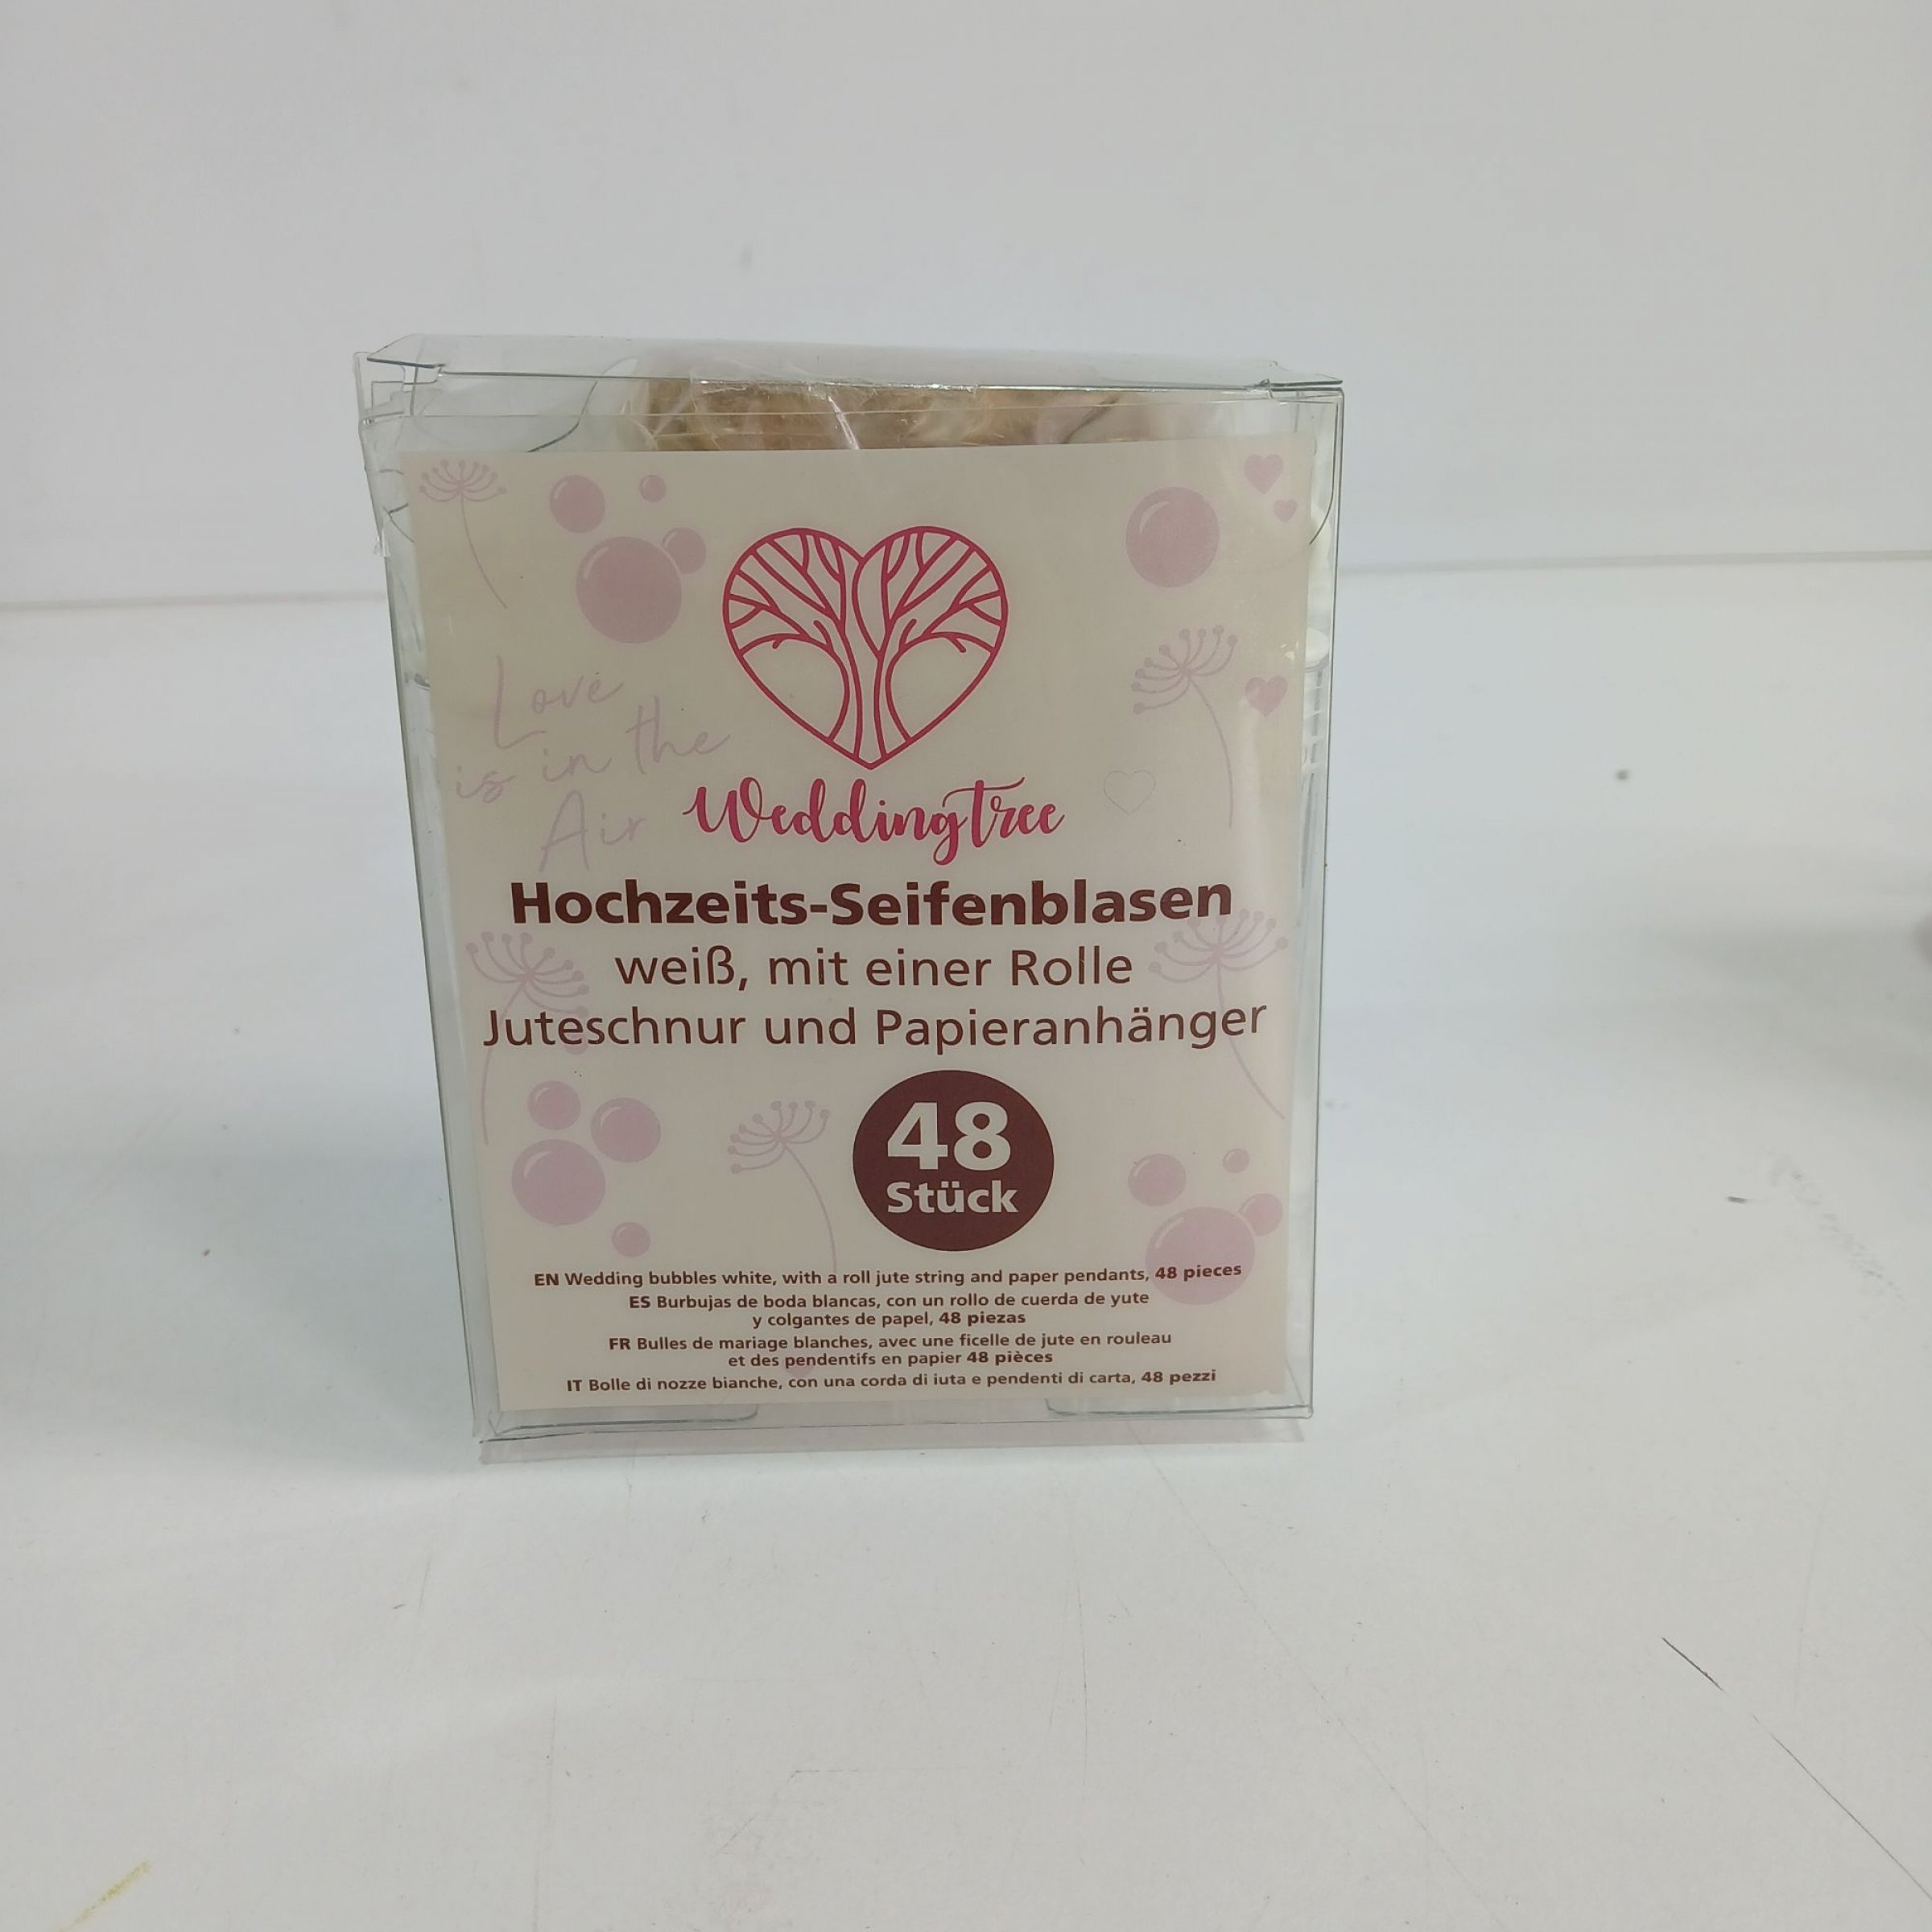 Love
is in the
Air
Weddingtree
Hochzeits-Seifenblasen
weiß, mit einer Rolle
Juteschnur und Papieranhänger
48
Stück
EN Wedding bubbles white, with a roll jute string and paper pendants, 48 pieces
ES Burbujas de boda blancas, con un rollo de cuerda de yute
y colgantes de papel, 48 piezas
FR Bulles de mariage blanches, avec une ficelle de jute en rouleau
et des pendentifs en papier 48 pièces
IT Bolle di nozze bianche, con una corda di iuta e pendenti di carta, 48 pezzi